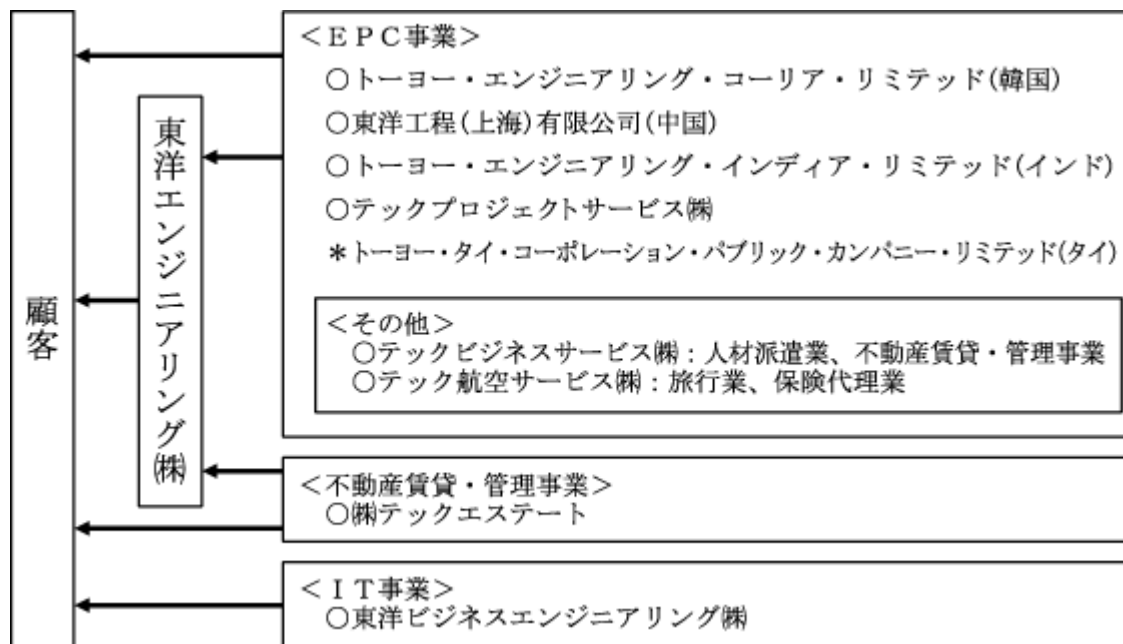 顧客
東洋エンジニアリング㈱
＜ＥＰＣ事業＞
○トーヨー・エンジニアリング・コーリア・リミテッド(韓国)
○東洋工程(上海)有限公司(中国)
○トーヨー・エンジニアリング・インディア・リミテッド(インド)
○テックプロジェクトサービス㈱
＊トーヨー・タイ・コーポレーション・パブリック・カンパニー・リミテッド(タイ)
＜その他＞
○テックビジネスサービス㈱：人材派遣業、不動産賃貸・管理事業
○テック航空サービス㈱：旅行業、保険代理業
＜不動産賃貸・管理事業＞
○㈱テックエステート
＜ＩＴ事業＞
○東洋ビジネスエンジニアリング㈱